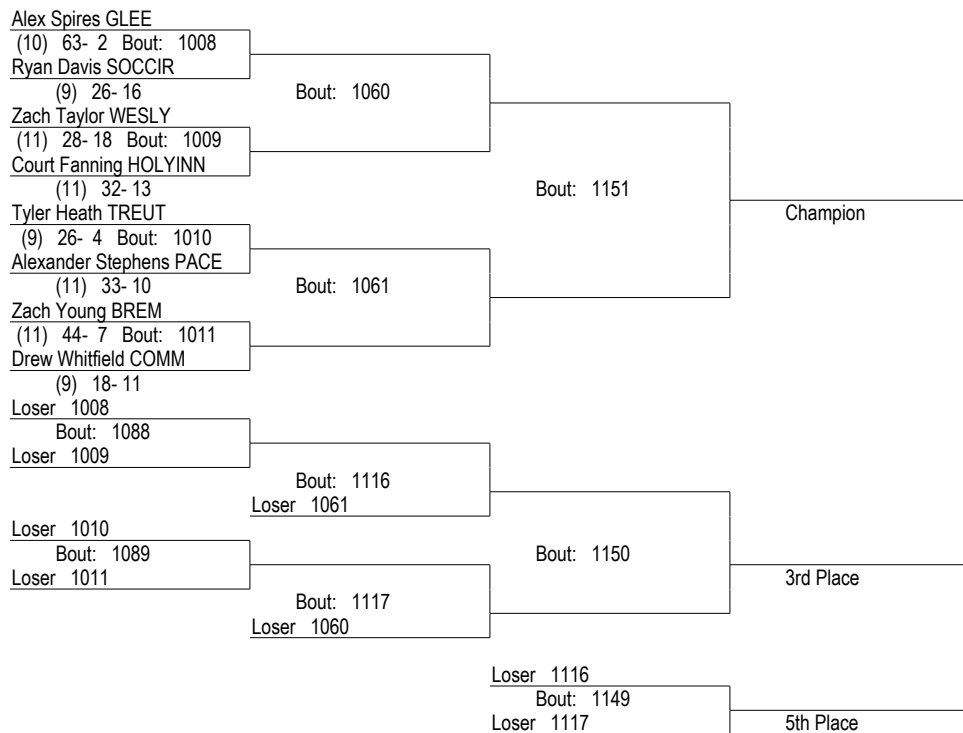 Alex Spires GLEE
(10) 63- 2 Bout: 1008
Ryan Davis SOCCIR
(9) 26- 16
Bout: 1060
Zach Taylor WESLY
(11) 28- 18 Bout: 1009
Court Fanning HOLYINN
(11) 32- 13
Bout: 1151
Tyler Heath TREUT
Champion
(9) 26- 4 Bout: 1010
Alexander Stephens PACE
(11) 33- 10
Bout: 1061
Zach Young BREM
(11) 44- 7 Bout: 1011
Drew Whitfield COMM
(9) 18- 11
Loser 1008
Bout: 1088
Loser 1009
Bout: 1116
Loser 1061
Loser 1010
Bout: 1089
Bout: 1150
Loser 1011
3rd Place
Bout: 1117
Loser 1060
Loser 1116
Bout: 1149
Loser 1117
5th Place